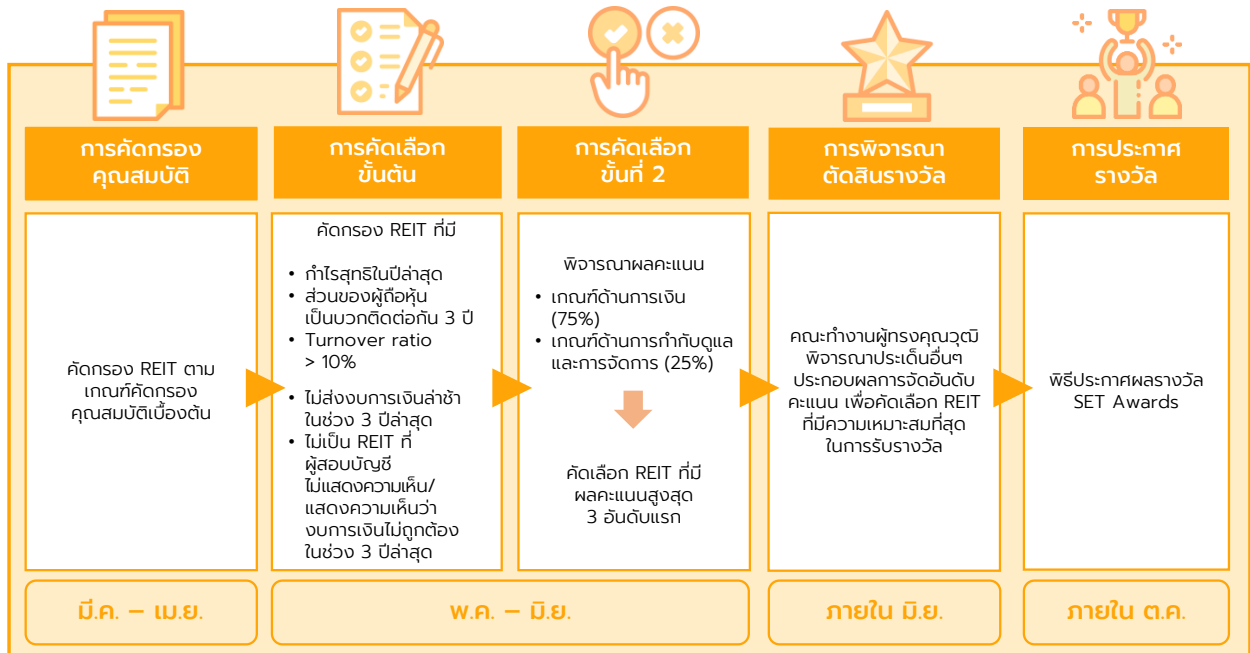 การคัดกรอง
คุณสมบัติ
การคัดเลือก
ขั้นต้น
การคัดเลือก
ขั้นที่ 2
การพิจารณา
ตัดสินรางวัล
การประกาศ
รางวัล
คัดกรอง REIT ตาม
เกณฑ์คัดกรอง
คุณสมบัติเบื้องต้น
คัดกรอง REIT ที่มี
• กำไรสุทธิในปีล่าสุด
• ส่วนของผู้ถือหุ้น
เป็นบวกติดต่อกัน 3 ปี
• Turnover ratio
> 10%
• ไม่ส่งงบการเงินล่าช้า
ในช่วง 3 ปีล่าสุด
• ไม่เป็น REIT ที่
ผู้สอบบัญชี
ไม่แสดงความเห็น/
แสดงความเห็นว่า
งบการเงินไม่ถูกต้อง
ในช่วง 3 ปีล่าสุด
พิจารณาผลคะแนน
• เกณฑ์ด้านการเงิน
(75%)
• เกณฑ์ด้านการกำกับดูแล
และการจัดการ (25%)
คัดเลือก REIT ที่มี
ผลคะแนนสูงสุด
3 อันดับแรก
คณะทำงานผู้ทรงคุณวุฒิ
พิจารณาประเด็นอื่นๆ
ประกอบผลการจัดอันดับ
คะแนน เพื่อคัดเลือก REIT
ที่มีความเหมาะสมที่สุด
ในการรับรางวัล
พิธีประกาศผลรางวัล
SET Awards
มี.ค. – เม.ย.
พ.ค. – มิ.ย.
ภายใน มิ.ย.
ภายใน ต.ค.